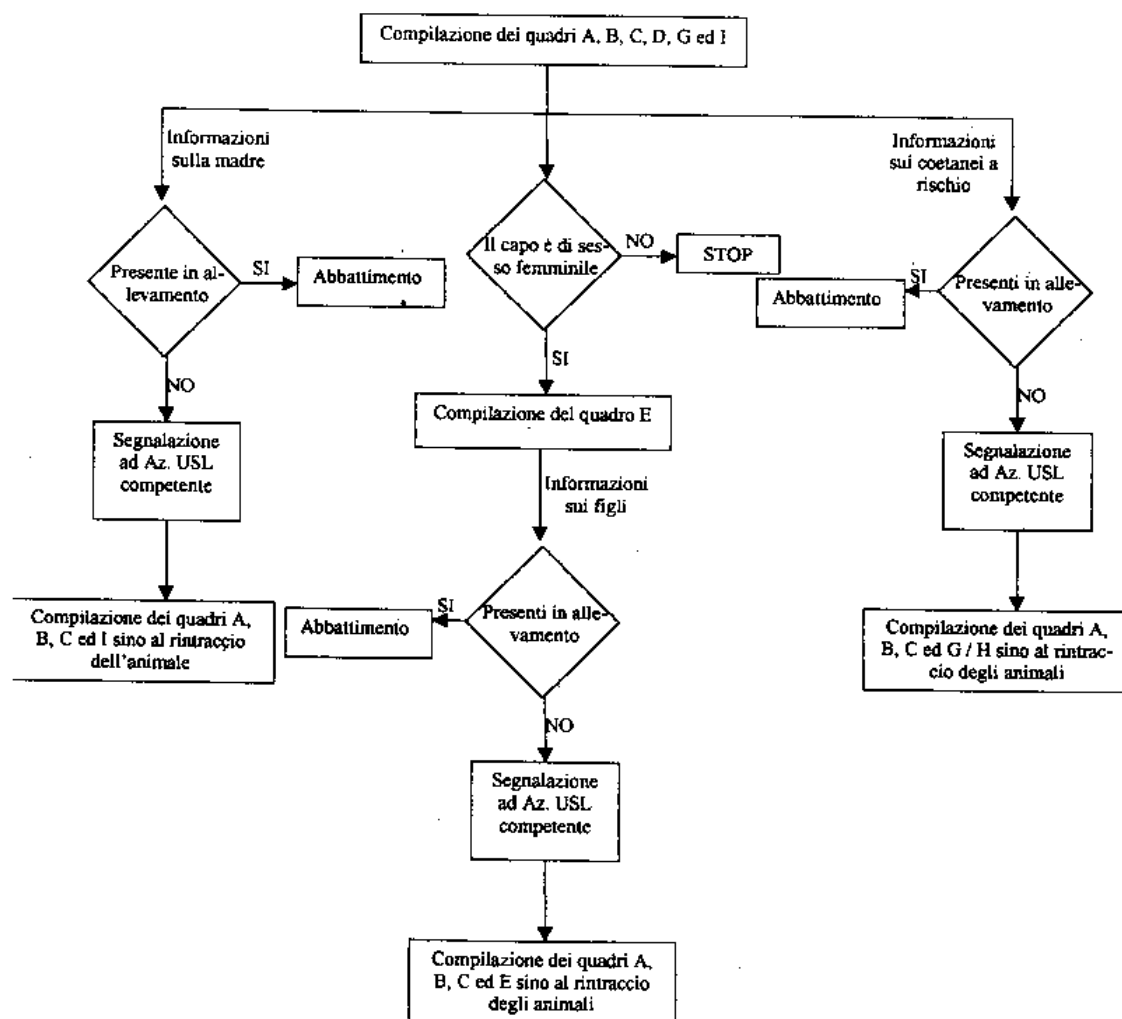 Compilazione dei quadri A, B, C, D, G ed I
Informazioni
sulla madre
Informazioni
sui coetanei a
rischio
Il capo è di ses-
so femminile
NO
STOP
Presente in al-
levamento
SI
Abbattimento
Abbattimento
SI
Presenti in alle-
vamento
SI
NO
NO
Compilazione del quadro E
Segnalazione
ad Az. USL
competente
Segnalazione
ad Az. USL
competente
Informazioni
sui figli
Compilazione dei quadri A,
B, C ed I sino al rintraccio
dell'animale
Abbattimento
SI
Presenti in alle-
vamento
Compilazione dei quadri A,
B, C ed G / H sino al rintrac-
cio degli animali
NO
Segnalazione
ad Az. USL
competente
Compilazione dei quadri A,
B, C ed E sino al rintraccio
degli animali